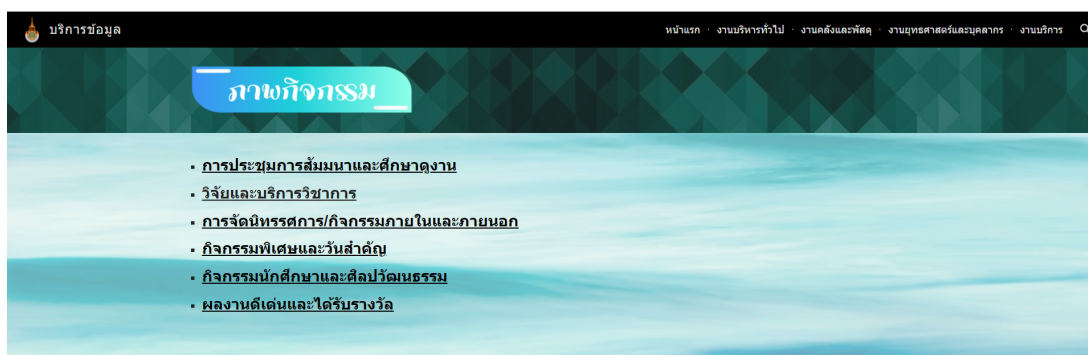 บริการข้อมูล
หน้าแรก · งานบริหารทั่วไป · งานคลังและพัสดุ · งานยุทธศาสตร์และบุคลากร · งานบริการ
ภาพกิจกรรม
▪ การประชุมการสัมมนาและศึกษาดูงาน
▪ วิจัยและบริการวิชาการ
▪ การจัดนิทรรศการ/กิจกรรมภายในและภายนอก
▪ กิจกรรมพิเศษและวันสำคัญ
▪ กิจกรรมนักศึกษาและศิลปวัฒนธรรม
▪ ผลงานดีเด่นและได้รับรางวัล